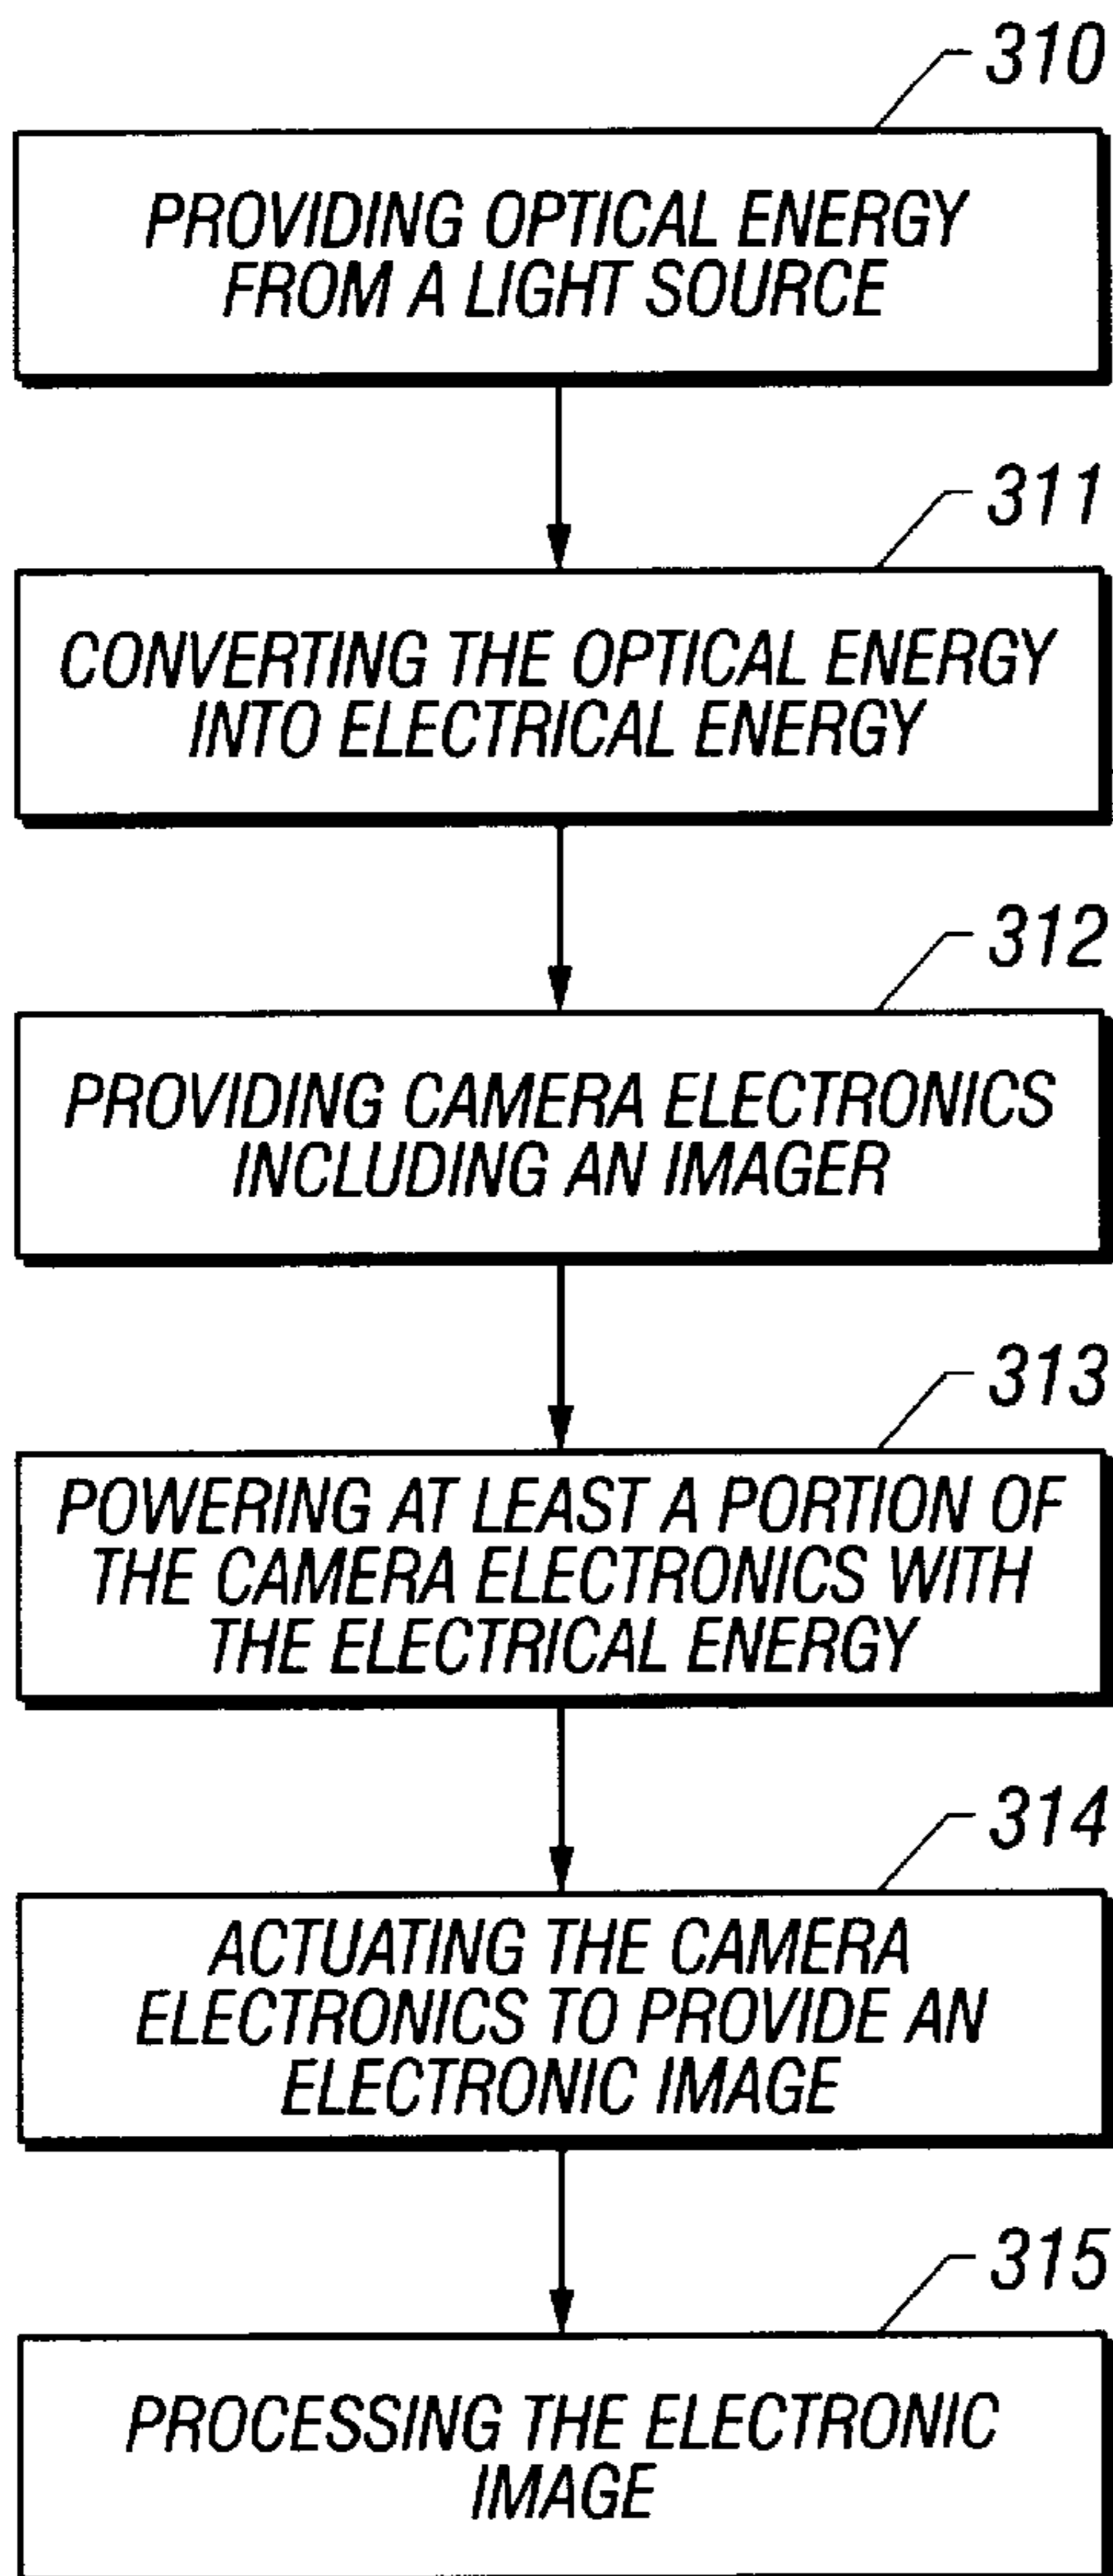 310
PROVIDING OPTICAL ENERGY
FROM A LIGHT SOURCE
311
CONVERTING THE OPTICAL ENERGY
INTO ELECTRICAL ENERGY
312
PROVIDING CAMERA ELECTRONICS
INCLUDING AN IMAGER
313
POWERING AT LEAST A PORTION OF
THE CAMERA ELECTRONICS WITH
THE ELECTRICAL ENERGY
314
ACTUATING THE CAMERA
ELECTRONICS TO PROVIDE AN
ELECTRONIC IMAGE
315
PROCESSING THE ELECTRONIC
IMAGE